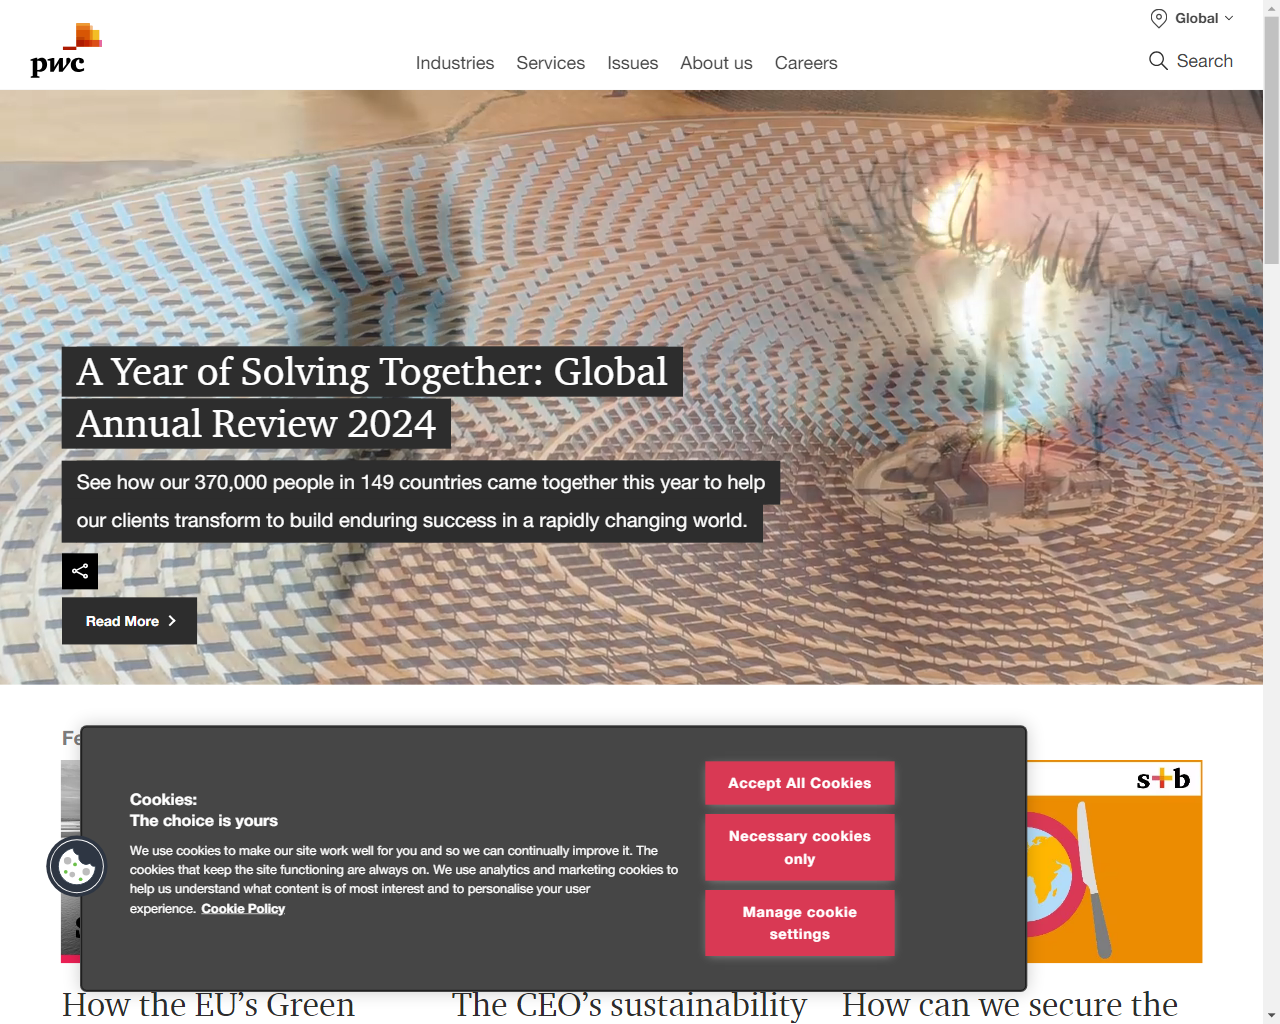 Global
pwc
Industries Services Issues About us Careers
Search
A Year of Solving Together: Global
Annual Review 2024
See how our 370,000 people in 149 countries came together this year to help
our clients transform to build enduring success in a rapidly changing world.
Read More
Cookies:
The choice is yours
We use cookies to make our site work well for you and so we can continually improve it. The
cookies that keep the site functioning are always on. We use analytics and marketing cookies to
help us understand what content is of most interest and to personalise your user
experience. Cookie Policy
Accept All Cookies
Necessary cookies
only
Manage cookie
settings
s+b
How the EU's Green
The CEO's sustainability
How can we secure the